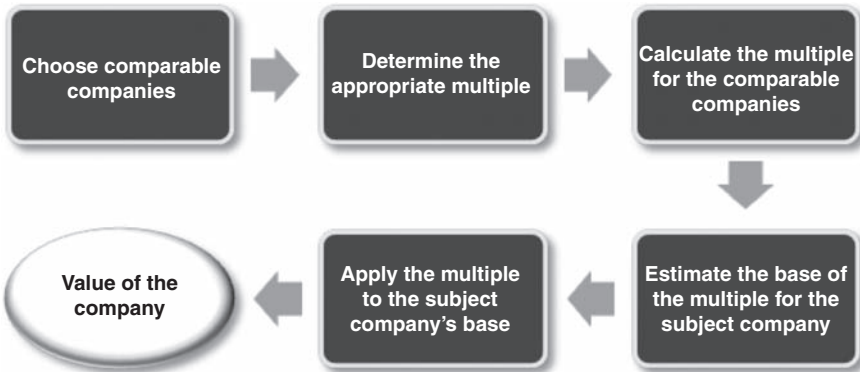 Choose comparable
companies
Determine the
appropriate multiple
Calculate the multiple
for the comparable
companies
Estimate the base of
the multiple for the
subject company
Apply the multiple
to the subject
company's base
Value of the
company